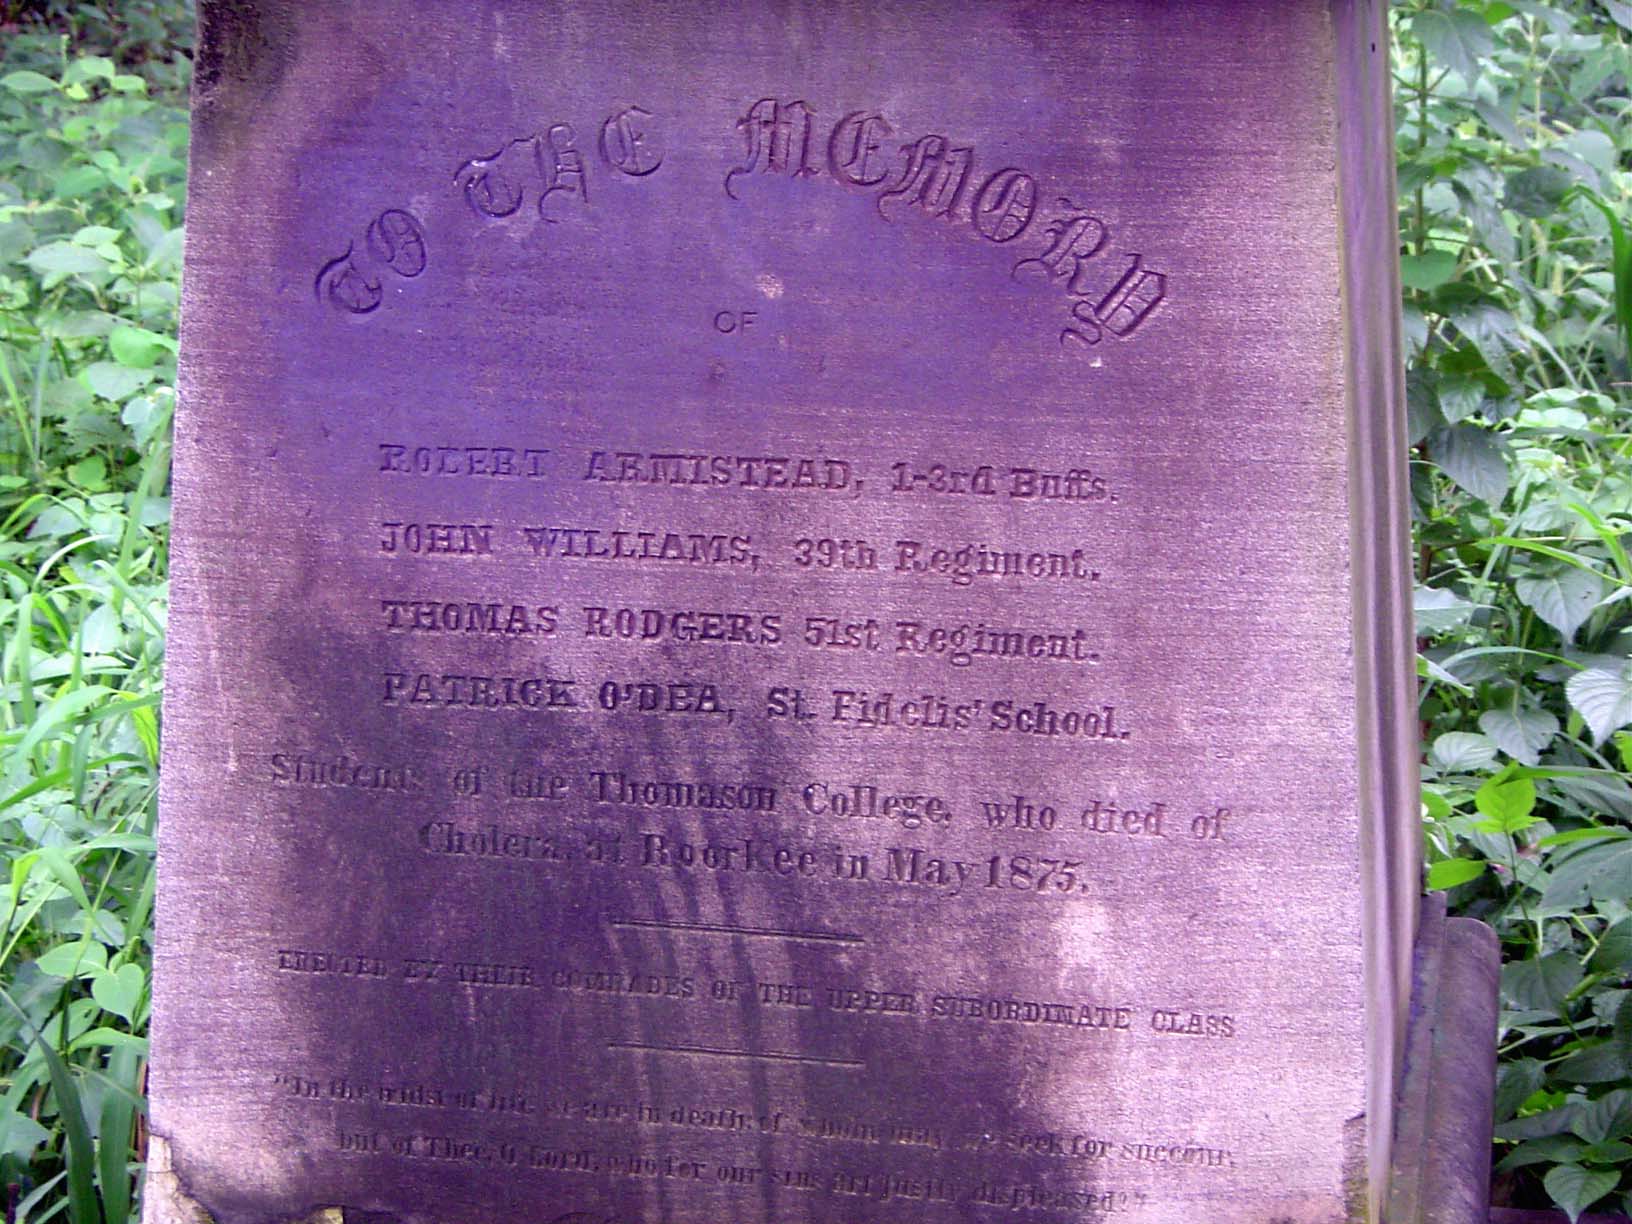 TO THE MEMORY
OF
ROBERT ARMISTEAD, 1-3rd Buffs.
JOHN WILLIAMS, 39th Regiment.
THOMAS RODGERS 51st Regiment.
PATRICK O'DEA, St. Fidelis' School.
Students of the Thomason College, who died of
Cholera, at Roorkee in May 1875.
ERECTED BY THEIR COMRADES OF THE UPPER SUBORDINATE CLASS
"In the midst of life we are in death: of whom may we seek for succour,
but of Thee, O Lord, who for our sins art justly displeased?"